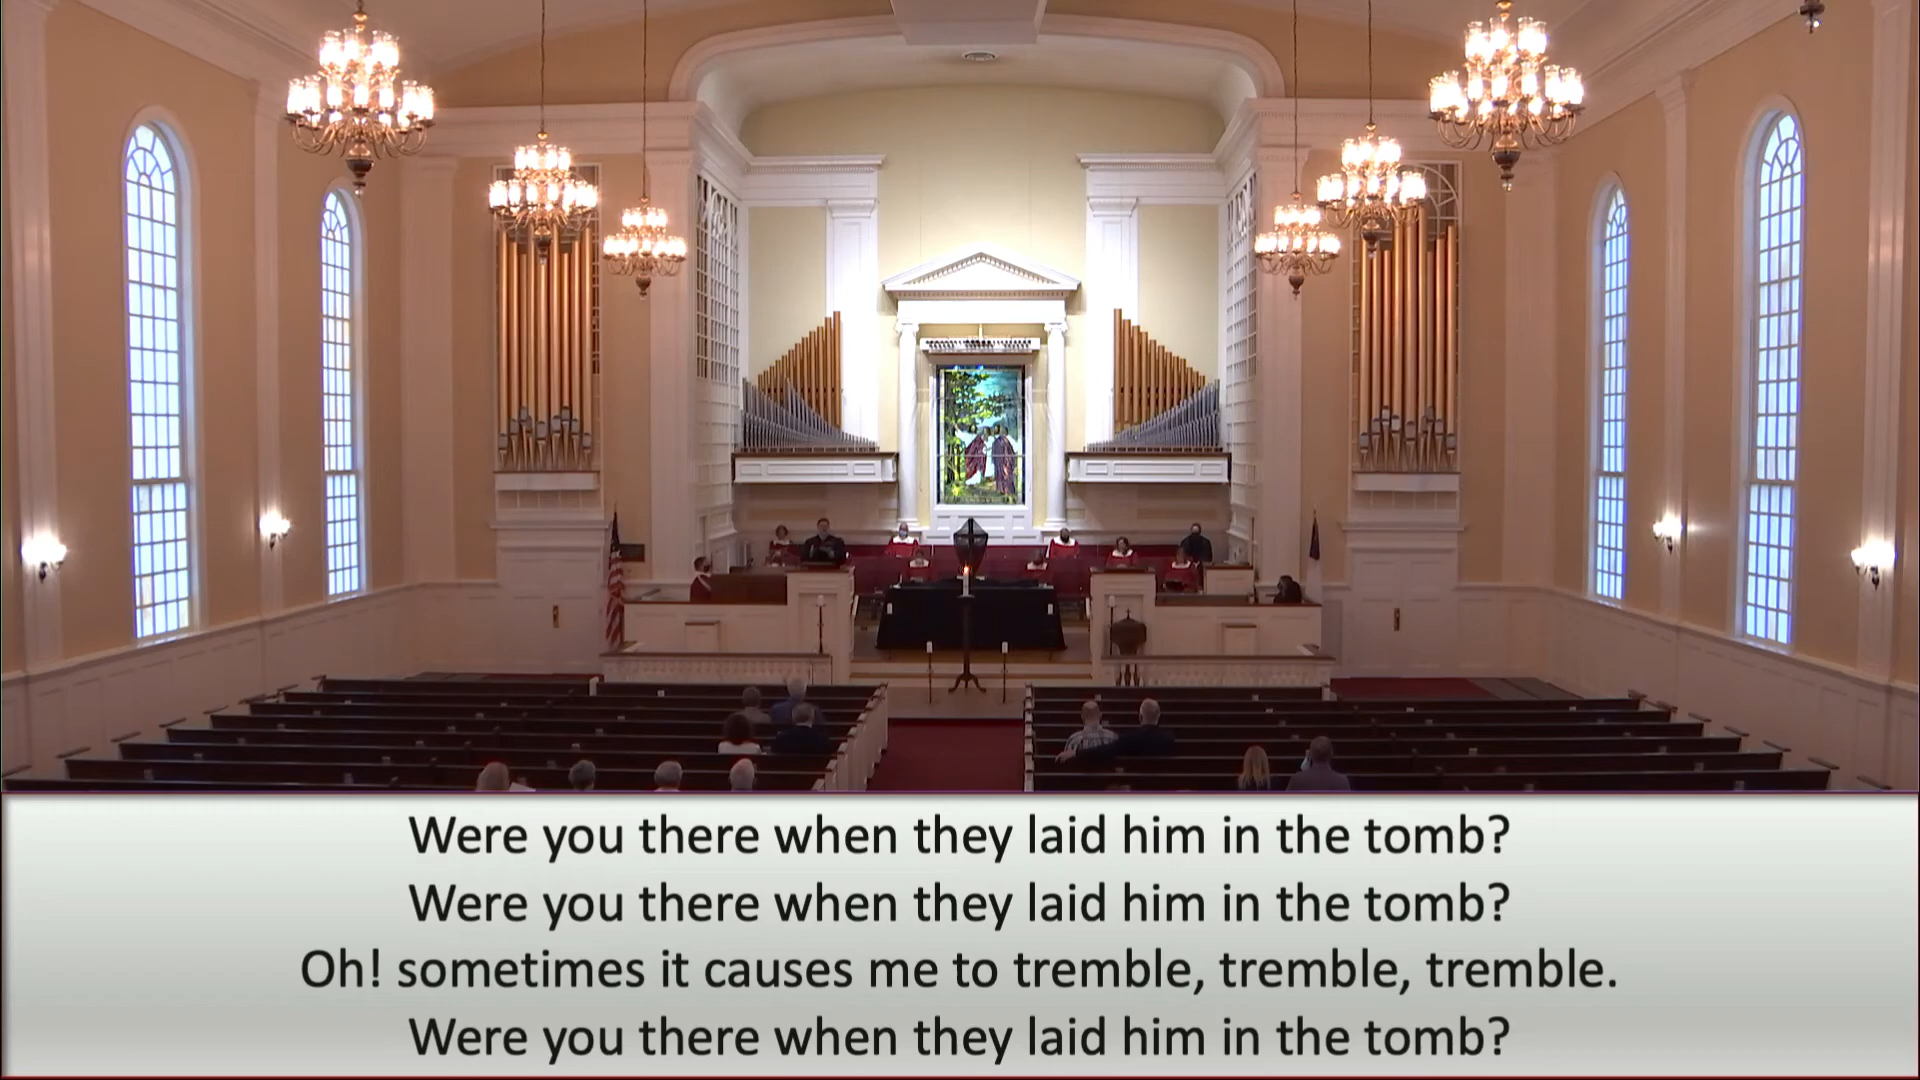 Were you there when they laid him in the tomb?
Were you there when they laid him in the tomb?
Oh! sometimes it causes me to tremble, tremble, tremble.
Were you there when they laid him in the tomb?